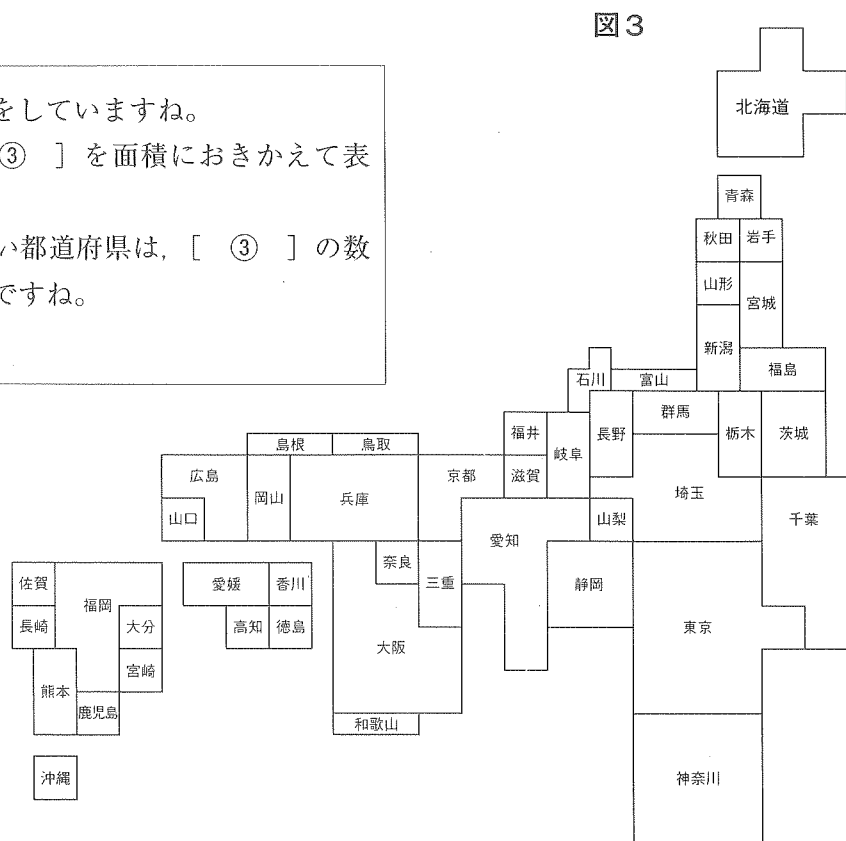 図3
をしていますね。
③ ] を面積におきかえて表
い都道府県は, [ ③ ] の数
ですね。
北海道
青森
秋田 岩手
山形
宮城
新潟
福島
石川 富山
群馬
福井 長野 栃木 茨城
岐阜
島根 鳥取
広島 京都 滋賀
岡山 兵庫 埼玉
山口 山梨 千葉
愛知
奈良
佐賀 愛媛 香川 三重 静岡
福岡
長崎 大分 高知 徳島 東京
大阪
宮崎
熊本
鹿児島
和歌山
沖縄 神奈川